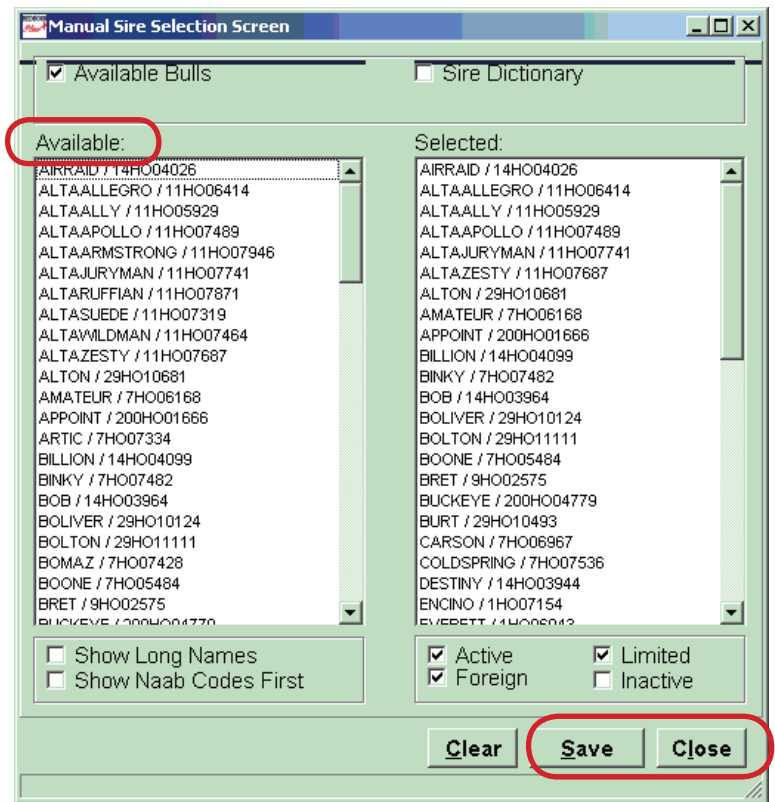 Manual Sire Selection Screen
Available Bulls
Sire Dictionary
Available:
AIRRAID / 14HO04026
ALTAALLEGRO / 11HO06414
ALTAALLY / 11HO05929
ALTAAPOLLO / 11HO07489
ALTAARMSTRONG / 11HO07946
ALTAJURYMAN / 11HO07741
ALTARUFFIAN / 11HO07871
ALTASUEDE / 11HO07319
ALTAWILDMAN / 11HO07464
ALTAZESTY / 11HO07687
ALTON / 29HO10681
AMATEUR / 7HO06168
APPOINT / 200HO01666
ARTIC / 7HO07334
BILLION / 14HO04099
BINKY / 7HO07482
BOB / 14HO03964
BOLIVER / 29HO10124
BOLTON / 29HO11111
BOMAZ / 7HO07428
BOONE / 7HO05484
BRET / 9HO02575
BUCKEYE / 200HO04779
Selected:
AIRRAID / 14HO04026
ALTAALLEGRO / 11HO06414
ALTAALLY / 11HO05929
ALTAAPOLLO / 11HO07489
ALTAJURYMAN / 11HO07741
ALTAZESTY / 11HO07687
ALTON / 29HO10681
AMATEUR / 7HO06168
APPOINT / 200HO01666
BILLION / 14HO04099
BINKY / 7HO07482
BOB / 14HO03964
BOLIVER / 29HO10124
BOLTON / 29HO11111
BOONE / 7HO05484
BRET / 9HO02575
BUCKEYE / 200HO04779
BURT / 29HO10493
CARSON / 7HO06967
COLDSPRING / 7HO07536
DESTINY / 14HO03944
ENCINO / 1HO07154
EVERETT / 1HO06043
Show Long Names
Show Naab Codes First
Active
Limited
Foreign
Inactive
Clear
Save
Close